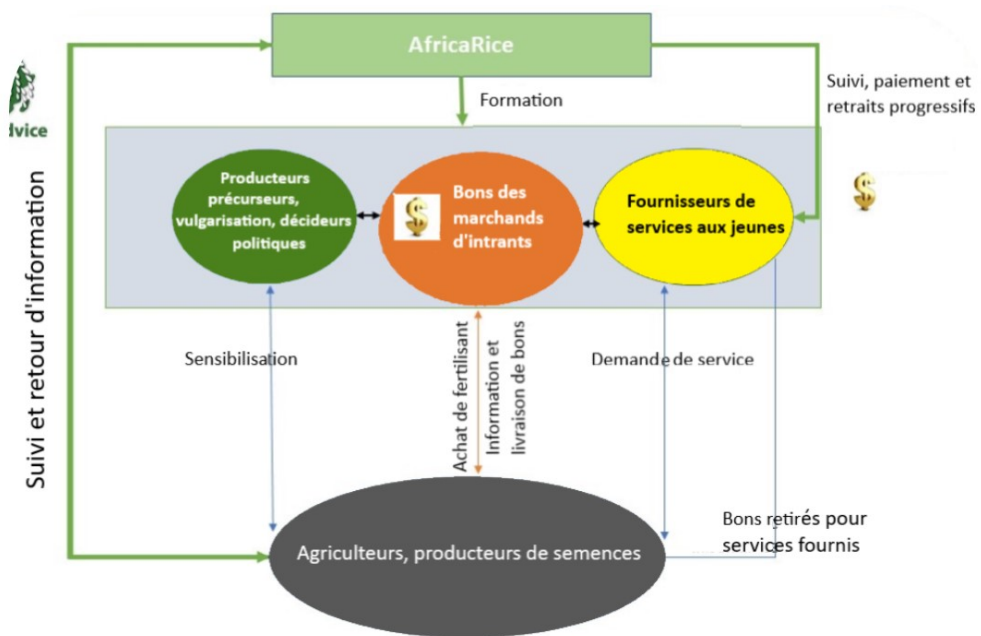 AfricaRice
Formation
Suivi, paiement et
retraits progressifs
dvice
Suivi et retour d'information
Producteurs
précurseurs,
vulgarisation, décideurs
politiques
$
Bons des
marchands
d'intrants
Fournisseurs de
services aux jeunes
$
Sensibilisation
Achat de fertilisant
Information et
livraison de bons
Demande de service
Agriculteurs, producteurs de semences
Bons retirés pour
services fournis